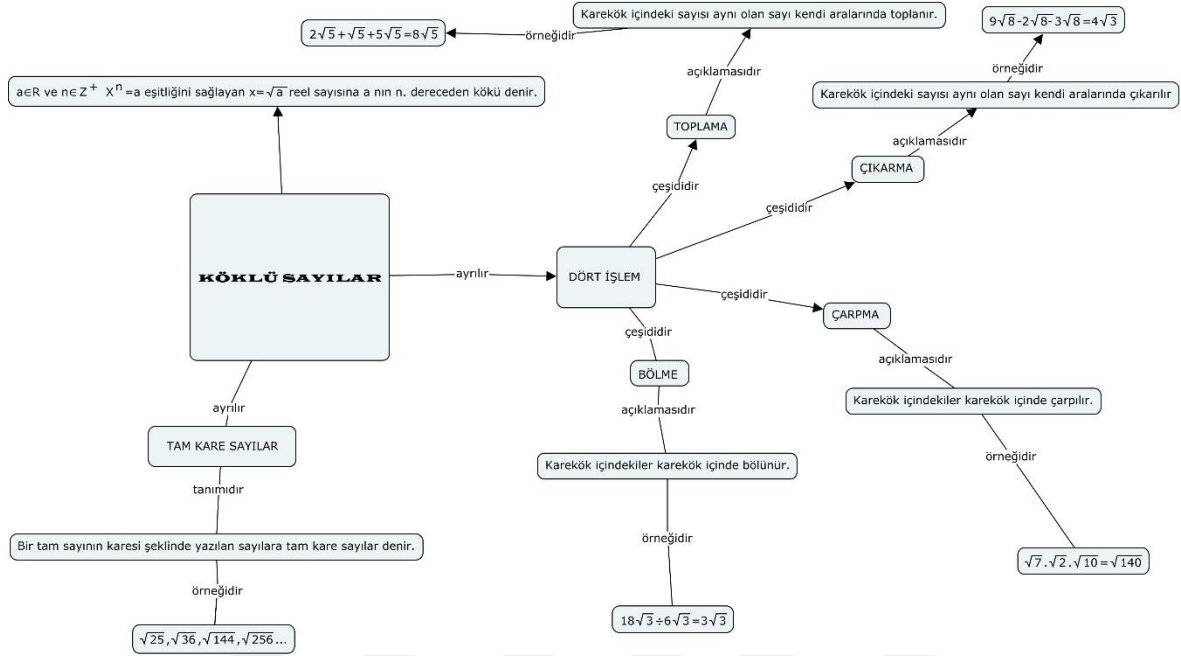 Karekök içindeki sayısı aynı olan sayı kendi aralarında toplanır.
9√8-2√8-3√8=4√3
2√5+√5+5√5=8√5
örneğidir
örneğidir
açıklamasıdır
a∈R ve n∈Z⁺ Xⁿ=a eşitliğini sağlayan x=√a reel sayısına a nın n. dereceden kökü denir.
Karekök içindeki sayısı aynı olan sayı kendi aralarında çıkarılır
TOPLAMA
açıklamasıdır
ÇIKARMA
çeşididir
çeşididir
KÖKLÜ SAYILAR
ayrılır
DÖRT İŞLEM
çeşididir
ÇARPMA
çeşididir
açıklamasıdır
BÖLME
açıklamasıdır
Karekök içindekiler karekök içinde çarpılır.
ayrılır
TAM KARE SAYILAR
örneğidir
Karekök içindekiler karekök içinde bölünür.
tanımıdır
örneğidir
Bir tam sayının karesi şeklinde yazılan sayılara tam kare sayılar denir.
√7.√2.√10=√140
örneğidir
18√3÷6√3=3√3
√25,√36,√144,√256...